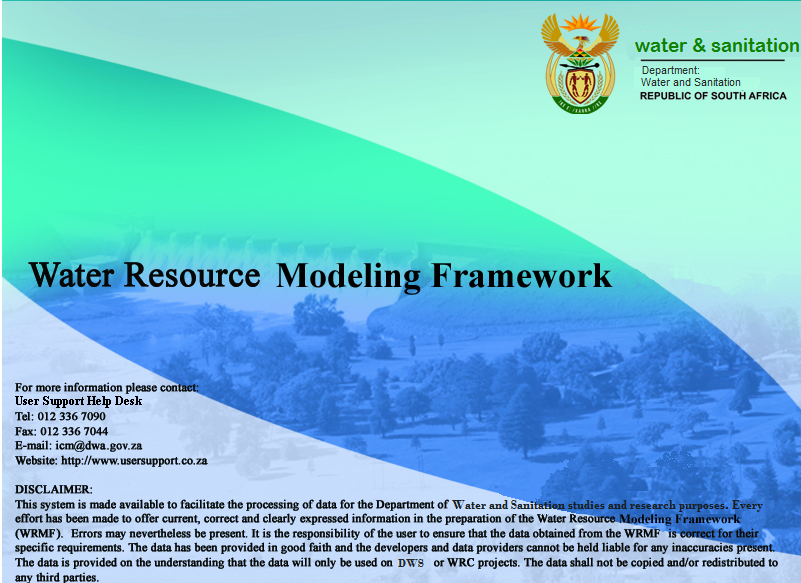 water & sanitation
Department:
Water and Sanitation
REPUBLIC OF SOUTH AFRICA
Water Resource Modeling Framework
For more information please contact:
User Support Help Desk
Tel: 012 336 7090
Fax: 012 336 7044
E-mail: icm@dwa.gov.za
Website: http://www.usersupport.co.za
DISCLAIMER:
This system is made available to facilitate the processing of data for the Department of Water and Sanitation studies and research purposes. Every
effort has been made to offer current, correct and clearly expressed information in the preparation of the Water Resource Modeling Framework
(WRMF). Errors may nevertheless be present. It is the responsibility of the user to ensure that the data obtained from the WRMF is correct for their
specific requirements. The data has been provided in good faith and the developers and data providers cannot be held liable for any inaccuracies present.
The data is provided on the understanding that the data will only be used on DWS or WRC projects. The data shall not be copied and/or redistributed to
any third parties.